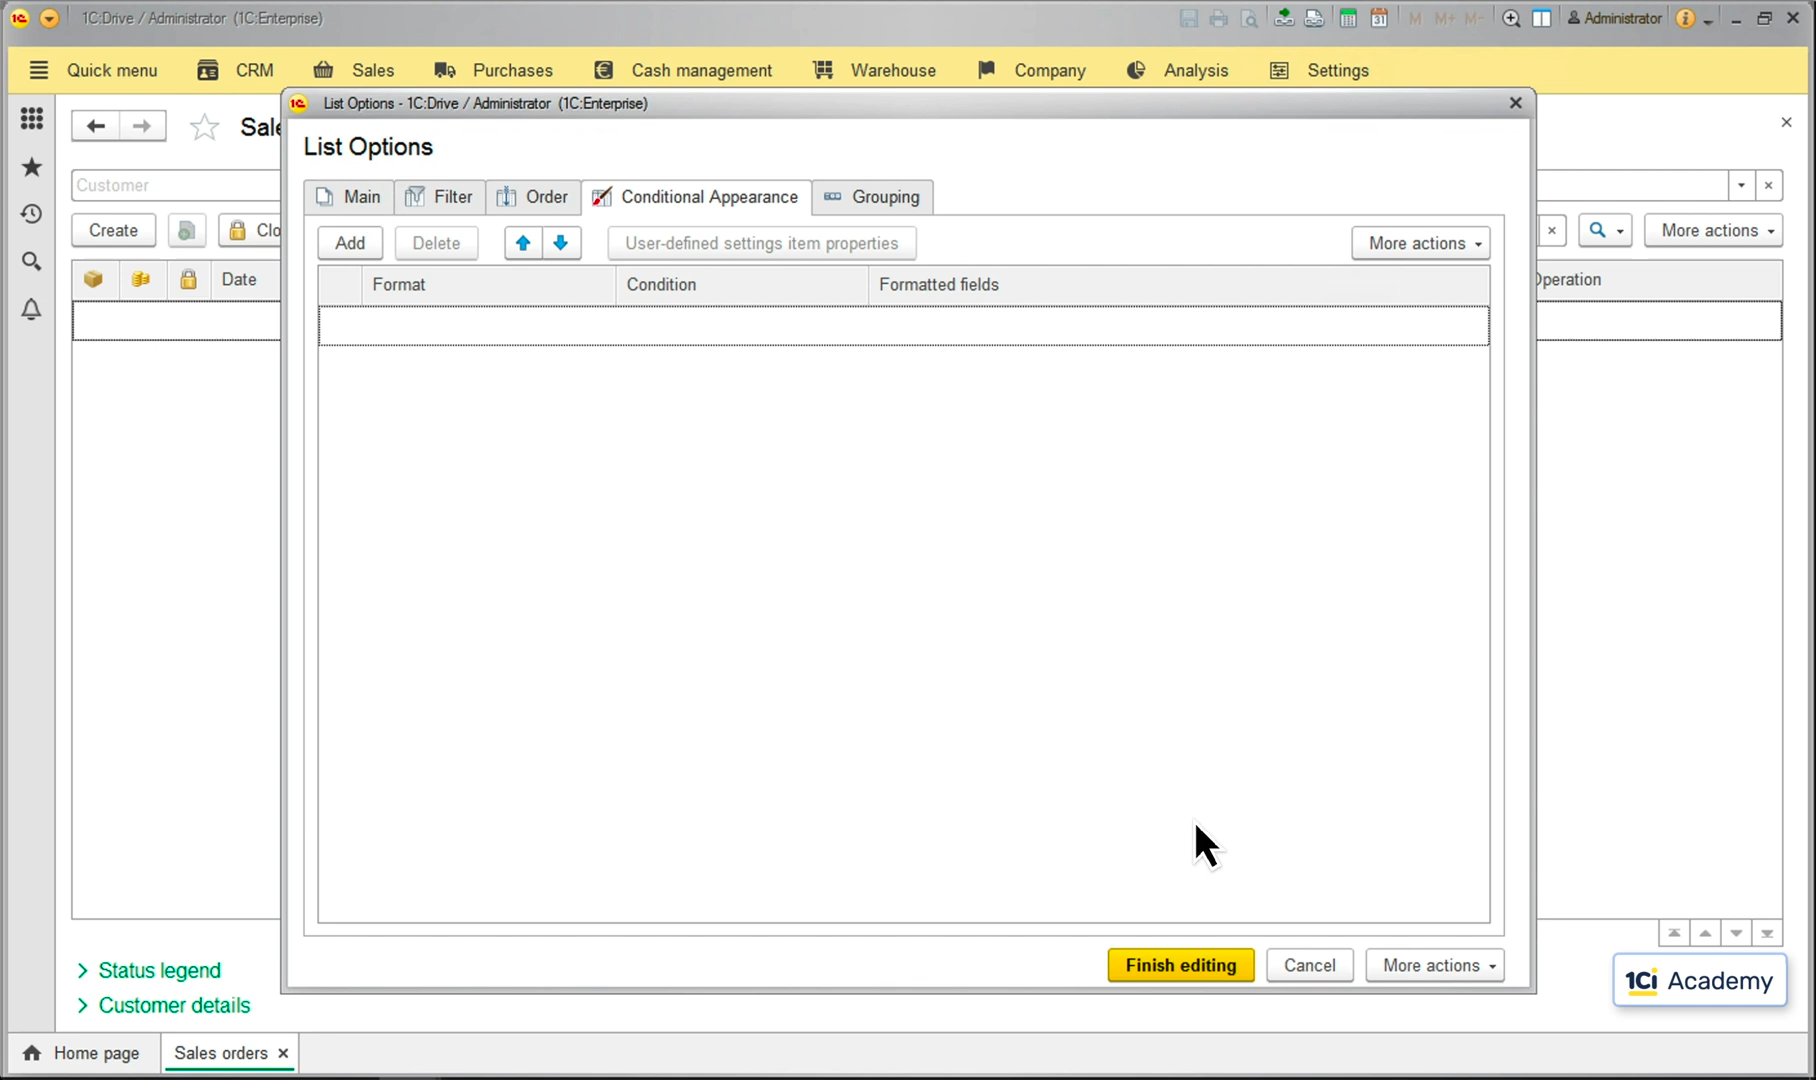 1C:Drive / Administrator (1C:Enterprise)
31
M M+ M-
Administrator
Quick menu
CRM
Sales
Purchases
Cash management
Warehouse
Company
Analysis
Settings
List Options - 1C:Drive / Administrator (1C:Enterprise)
Sale
List Options
Customer
Main
Filter
Order
Conditional Appearance
Grouping
Create
Clo
Add
Delete
User-defined settings item properties
More actions
More actions
Date
Format
Condition
Formatted fields
Operation
Finish editing
Cancel
More actions
Status legend
Customer details
1Ci Academy
Home page
Sales orders